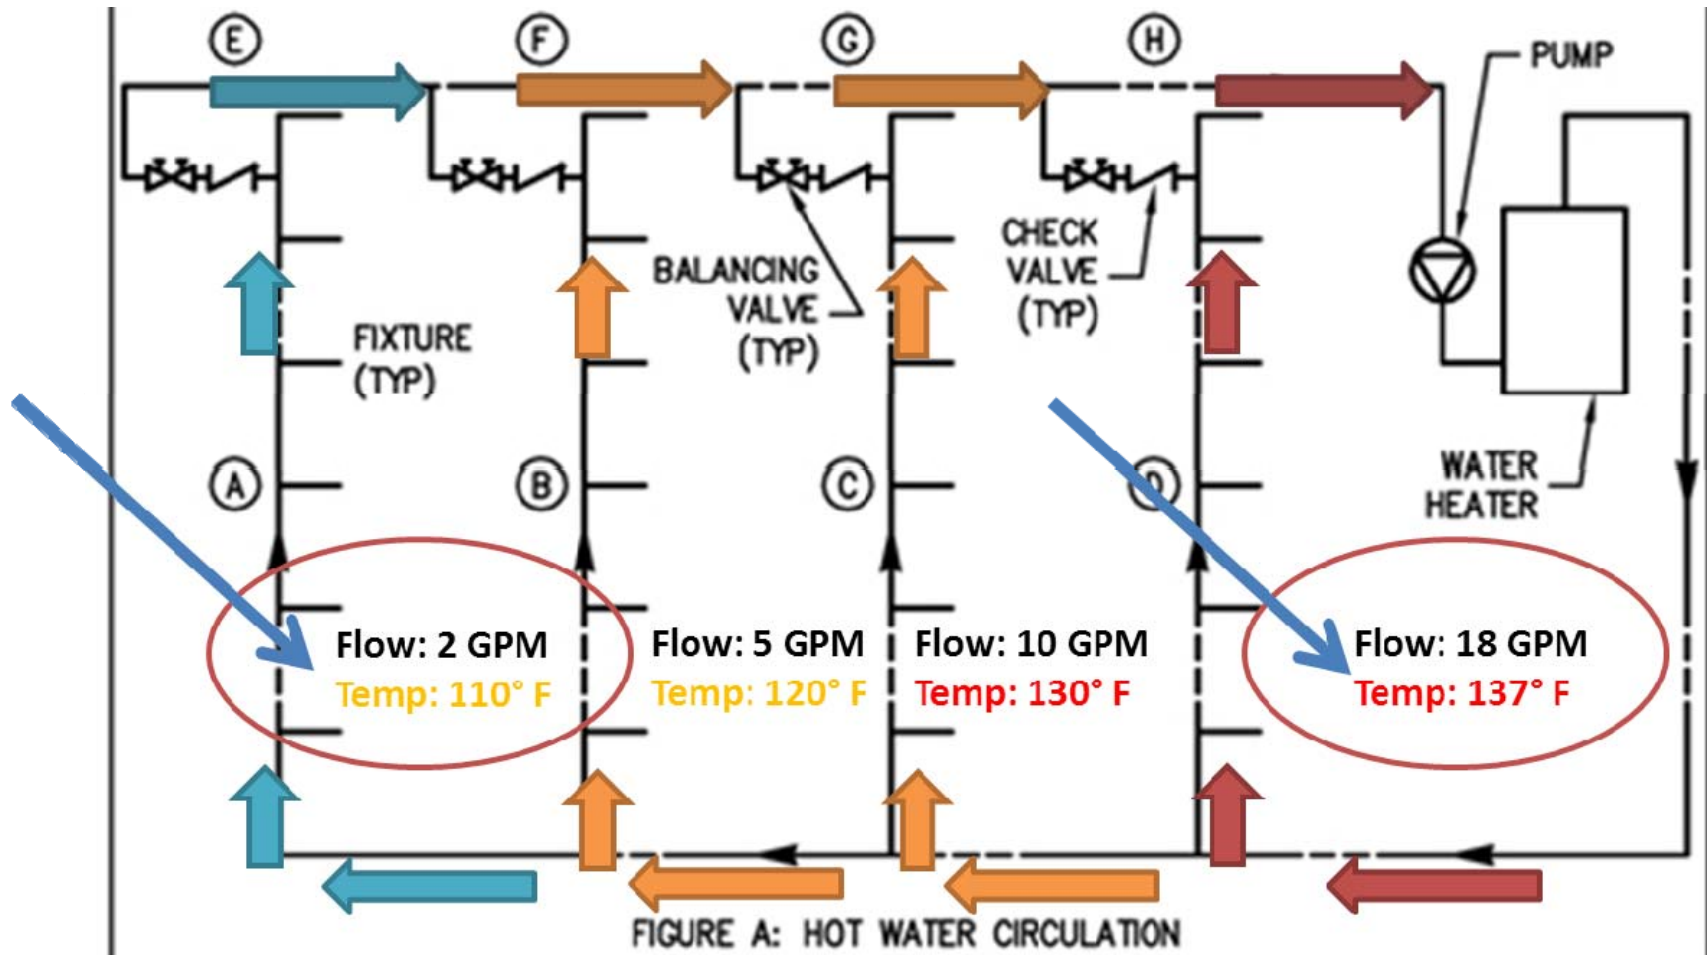 E
F
G
H
PUMP
BALANCING
VALVE
(TYP)
CHECK
VALVE
(TYP)
FIXTURE
(TYP)
A
B
C
D
WATER
HEATER
Flow: 2 GPM
Temp: 110° F
Flow: 5 GPM
Temp: 120° F
Flow: 10 GPM
Temp: 130° F
Flow: 18 GPM
Temp: 137° F
FIGURE A: HOT WATER CIRCULATION